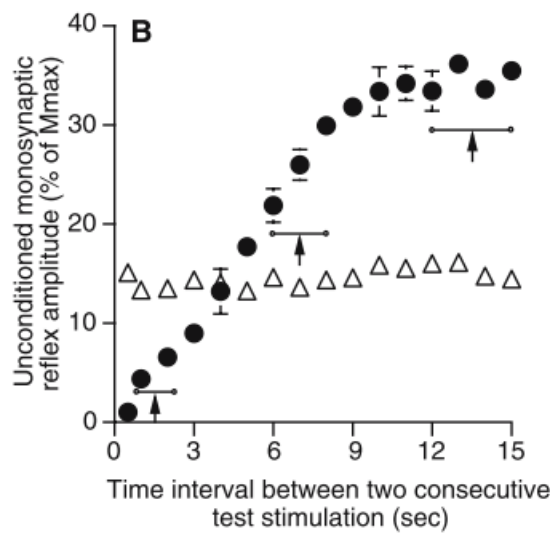 B
Unconditioned monosynaptic
reflex amplitude (% of Mmax)
40
30
20
10
0
0 3 6 9 12 15
Time interval between two consecutive
test stimulation (sec)